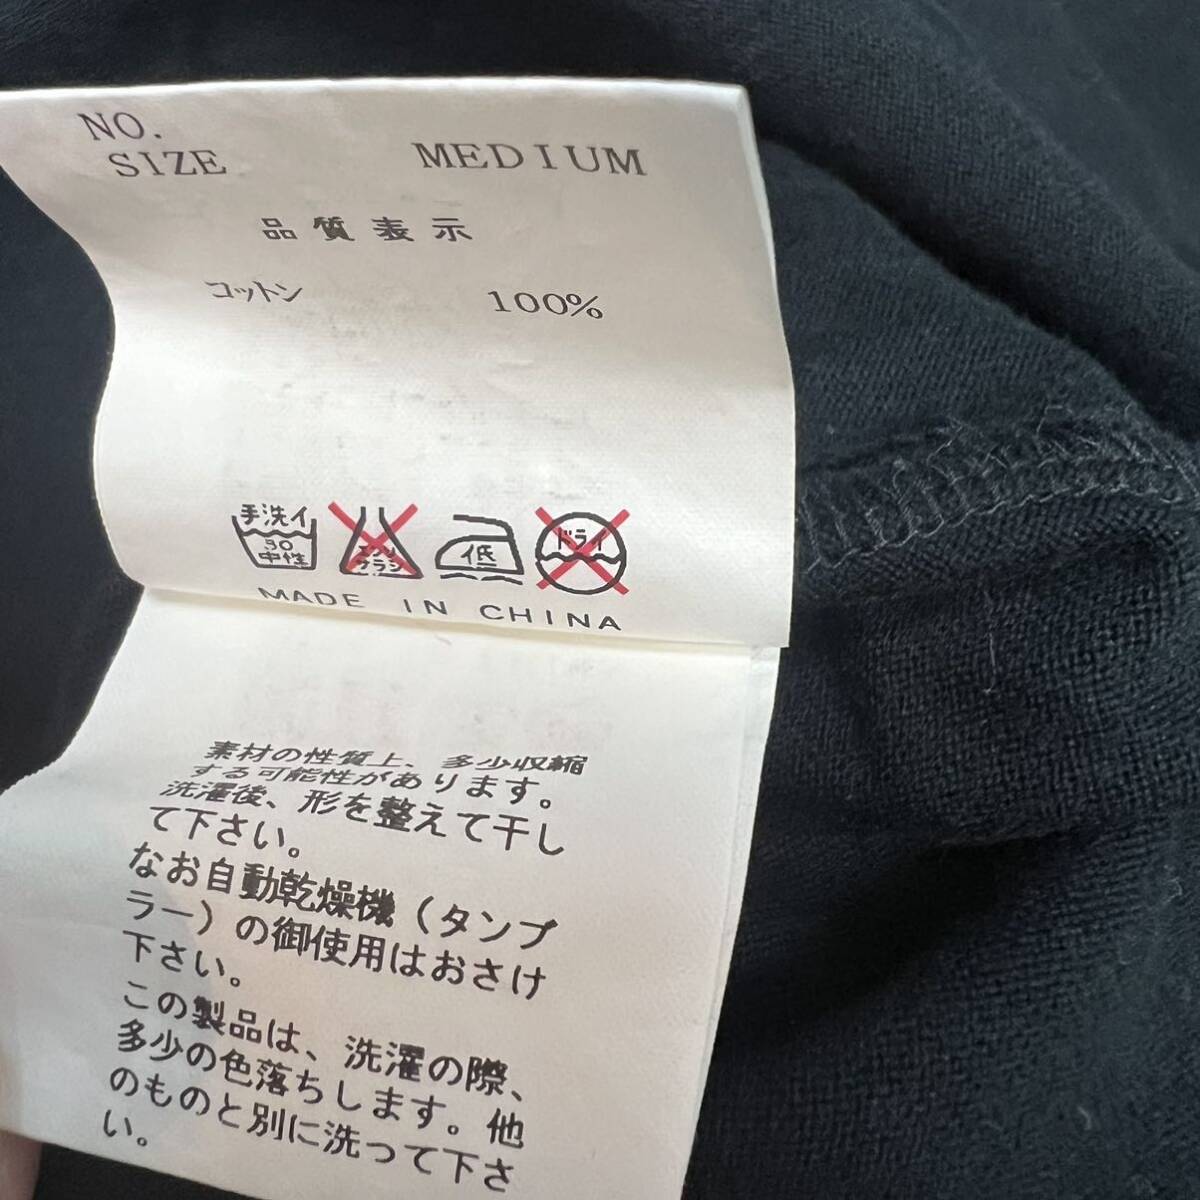 NO.
SIZE MEDIUM
品質表示
コットン 100%
手洗イ
30
中性
エンソ
サラシ
低
ドライ
MADE IN CHINA
素材の性質上、多少収縮
する可能性があります。
洗濯後、形を整えて干し
て下さい。
なお自動乾燥機(タンブ
ラー)の御使用はおさけ
下さい。
この製品は、洗濯の際、
多少の色落ちします。他
のものと別に洗って下さ
い。